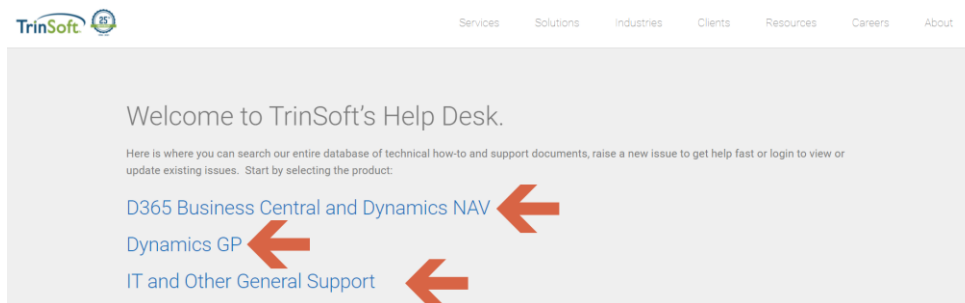 TrinSoft 25
Services Solutions Industries Clients Resources Careers About
Welcome to TrinSoft's Help Desk.
Here is where you can search our entire database of technical how-to and support documents, raise a new issue to get help fast or login to view or
update existing issues. Start by selecting the product:
D365 Business Central and Dynamics NAV
Dynamics GP
IT and Other General Support